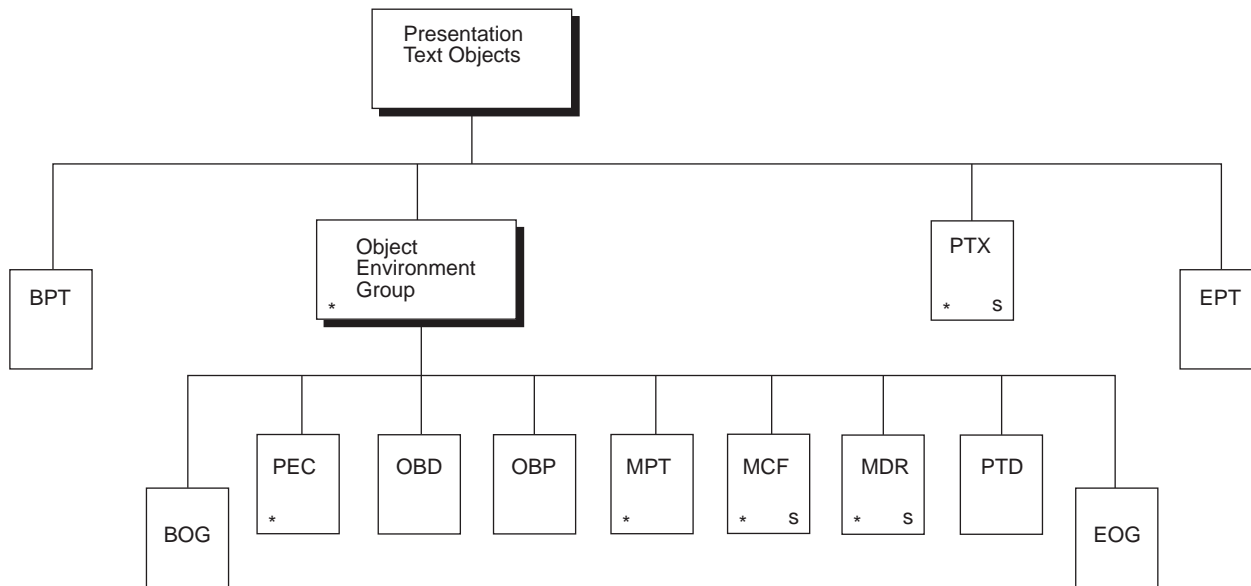 Presentation
Text Objects
BPT
Object
Environment
Group
*
PTX
* S
EPT
BOG
PEC
*
OBD
OBP
MPT
*
MCF
* S
MDR
* S
PTD
EOG